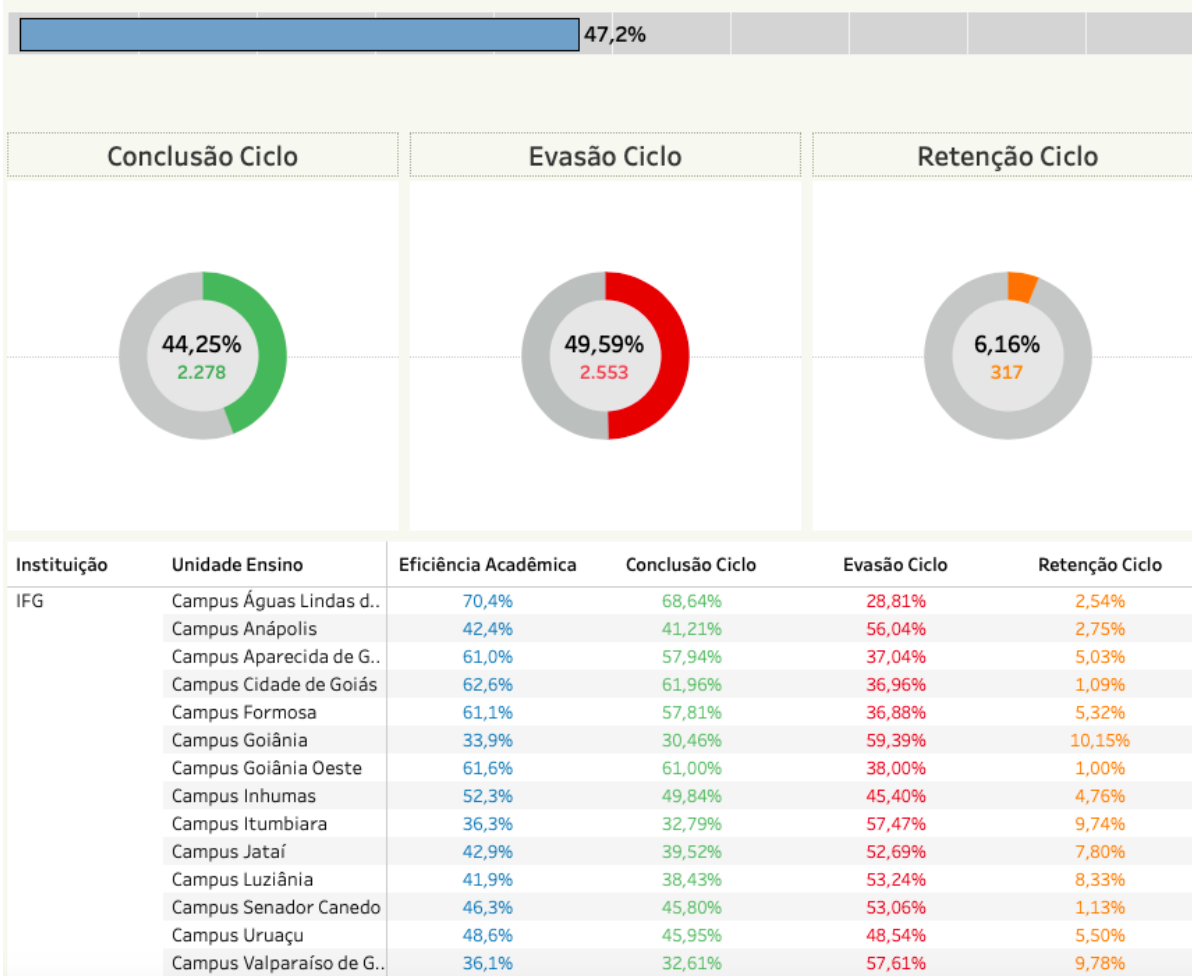 47,2%
Conclusão Ciclo Evasão Ciclo Retenção Ciclo
44,25% 49,59% 6,16%
2.278 2.553 317
Instituição Unidade Ensino Eficiência Acadêmica Conclusão Ciclo Evasão Ciclo Retenção Ciclo
IFG Campus Águas Lindas d.. 70,4% 68,64% 28,81% 2,54%
Campus Anápolis 42,4% 41,21% 56,04% 2,75%
Campus Aparecida de G.. 61,0% 57,94% 37,04% 5,03%
Campus Cidade de Goiás 62,6% 61,96% 36,96% 1,09%
Campus Formosa 61,1% 57,81% 36,88% 5,32%
Campus Goiânia 33,9% 30,46% 59,39% 10,15%
Campus Goiânia Oeste 61,6% 61,00% 38,00% 1,00%
Campus Inhumas 52,3% 49,84% 45,40% 4,76%
Campus Itumbiara 36,3% 32,79% 57,47% 9,74%
Campus Jataí 42,9% 39,52% 52,69% 7,80%
Campus Luziânia 41,9% 38,43% 53,24% 8,33%
Campus Senador Canedo 46,3% 45,80% 53,06% 1,13%
Campus Uruaçu 48,6% 45,95% 48,54% 5,50%
Campus Valparaíso de G.. 36,1% 32,61% 57,61% 9,78%